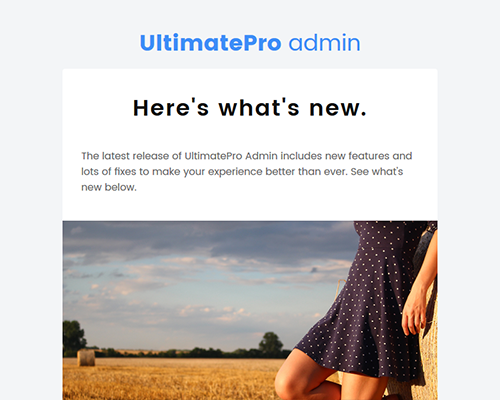 UltimatePro admin
Here's what's new.
The latest release of UltimatePro Admin includes new features and
lots of fixes to make your experience better than ever. See what's
new below.